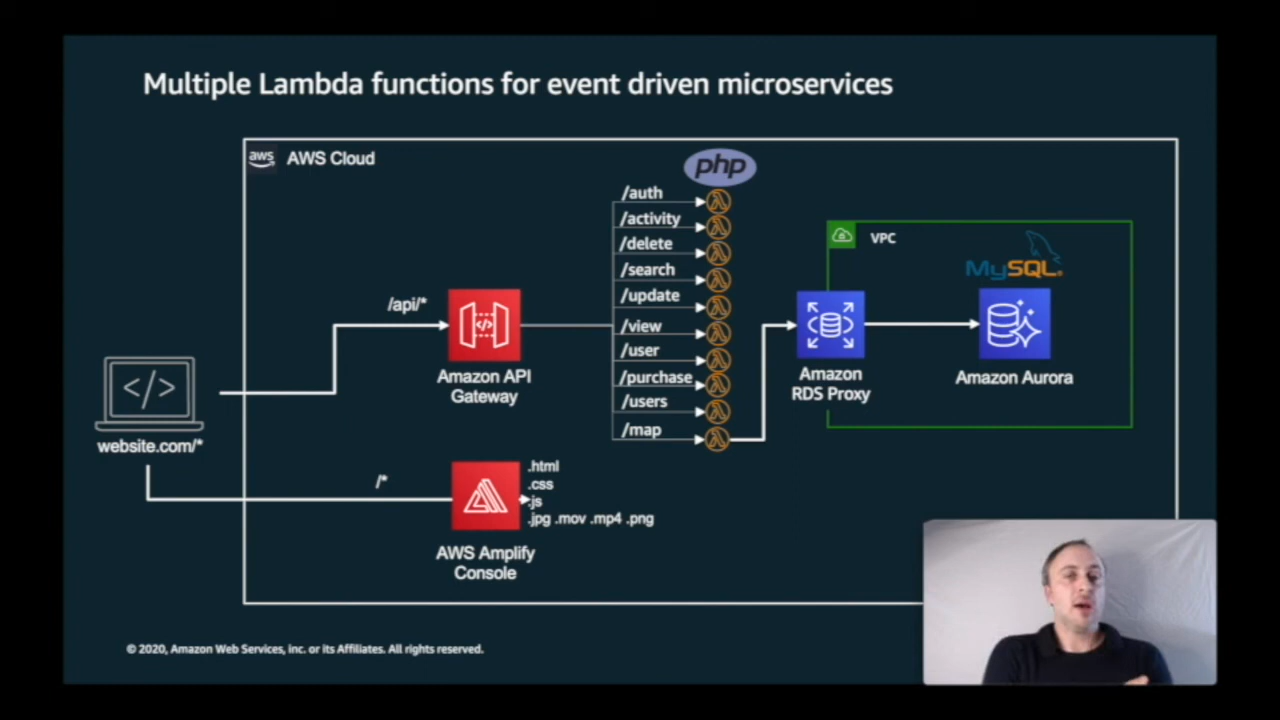 Multiple Lambda functions for event driven microservices
aws
AWS Cloud
php
/auth
/activity
/delete
/search
/update
/view
/user
/purchase
/users
/map
VPC
MySQL
/api/*
Amazon API
Gateway
Amazon
RDS Proxy
Amazon Aurora
</>
website.com/*
/*
.html
.css
.js
.jpg .mov .mp4 .png
AWS Amplify
Console
© 2020, Amazon Web Services, inc. or its Affiliates. All rights reserved.